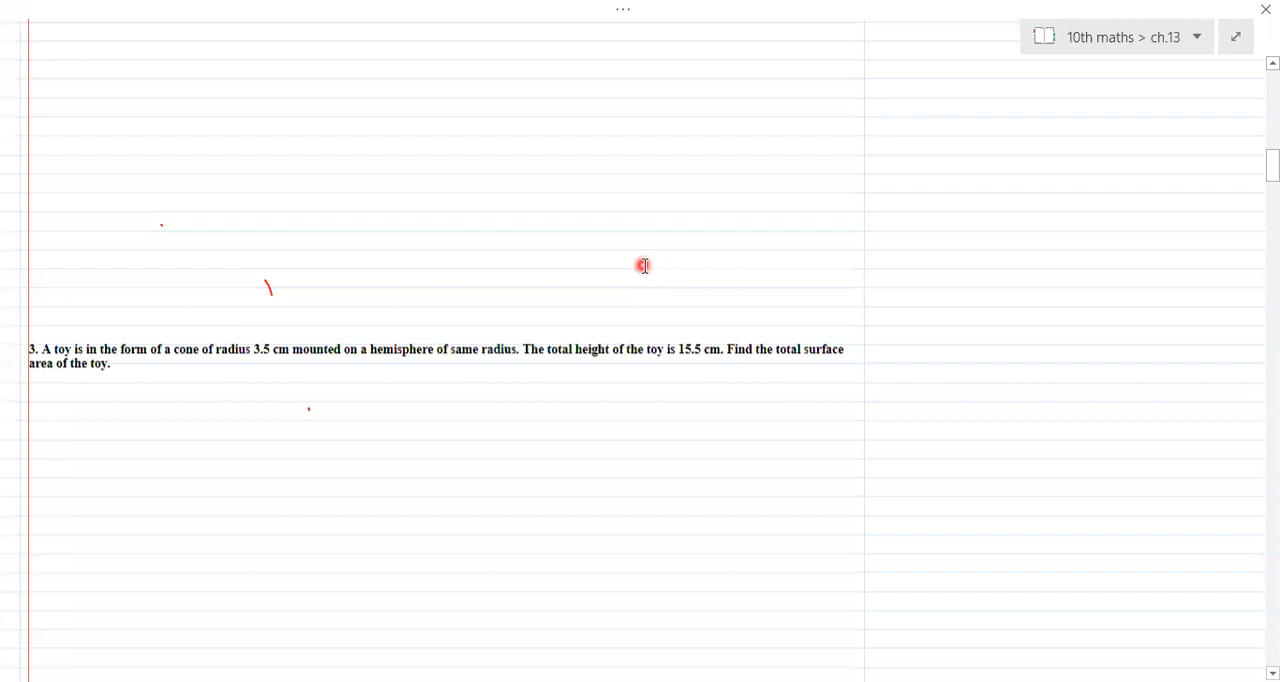 10th maths > ch.13
3. A toy is in the form of a cone of radius 3.5 cm mounted on a hemisphere of same radius. The total height of the toy is 15.5 cm. Find the total surface
area of the toy.